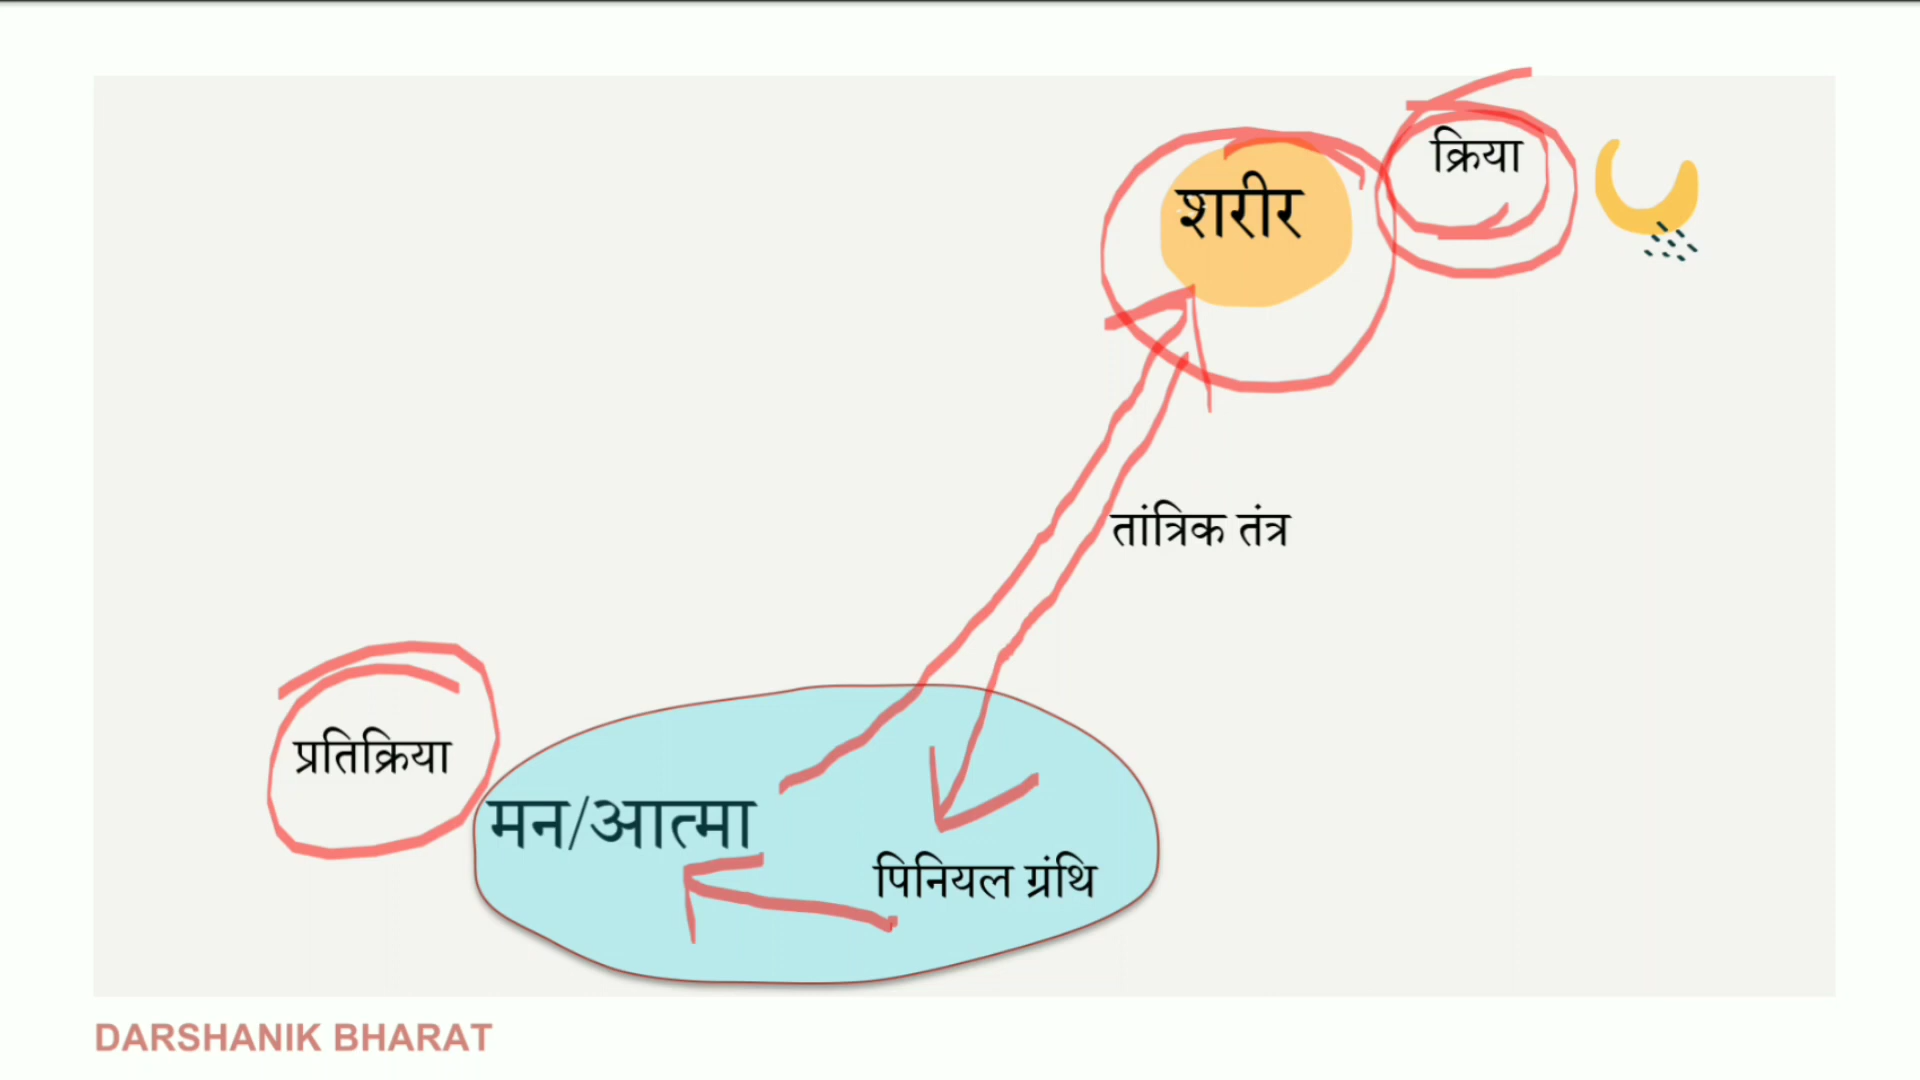 क्रिया
शरीर
तांत्रिक तंत्र
प्रतिक्रिया
मन/आत्मा
पिनियल ग्रंथि
DARSHANIK BHARAT